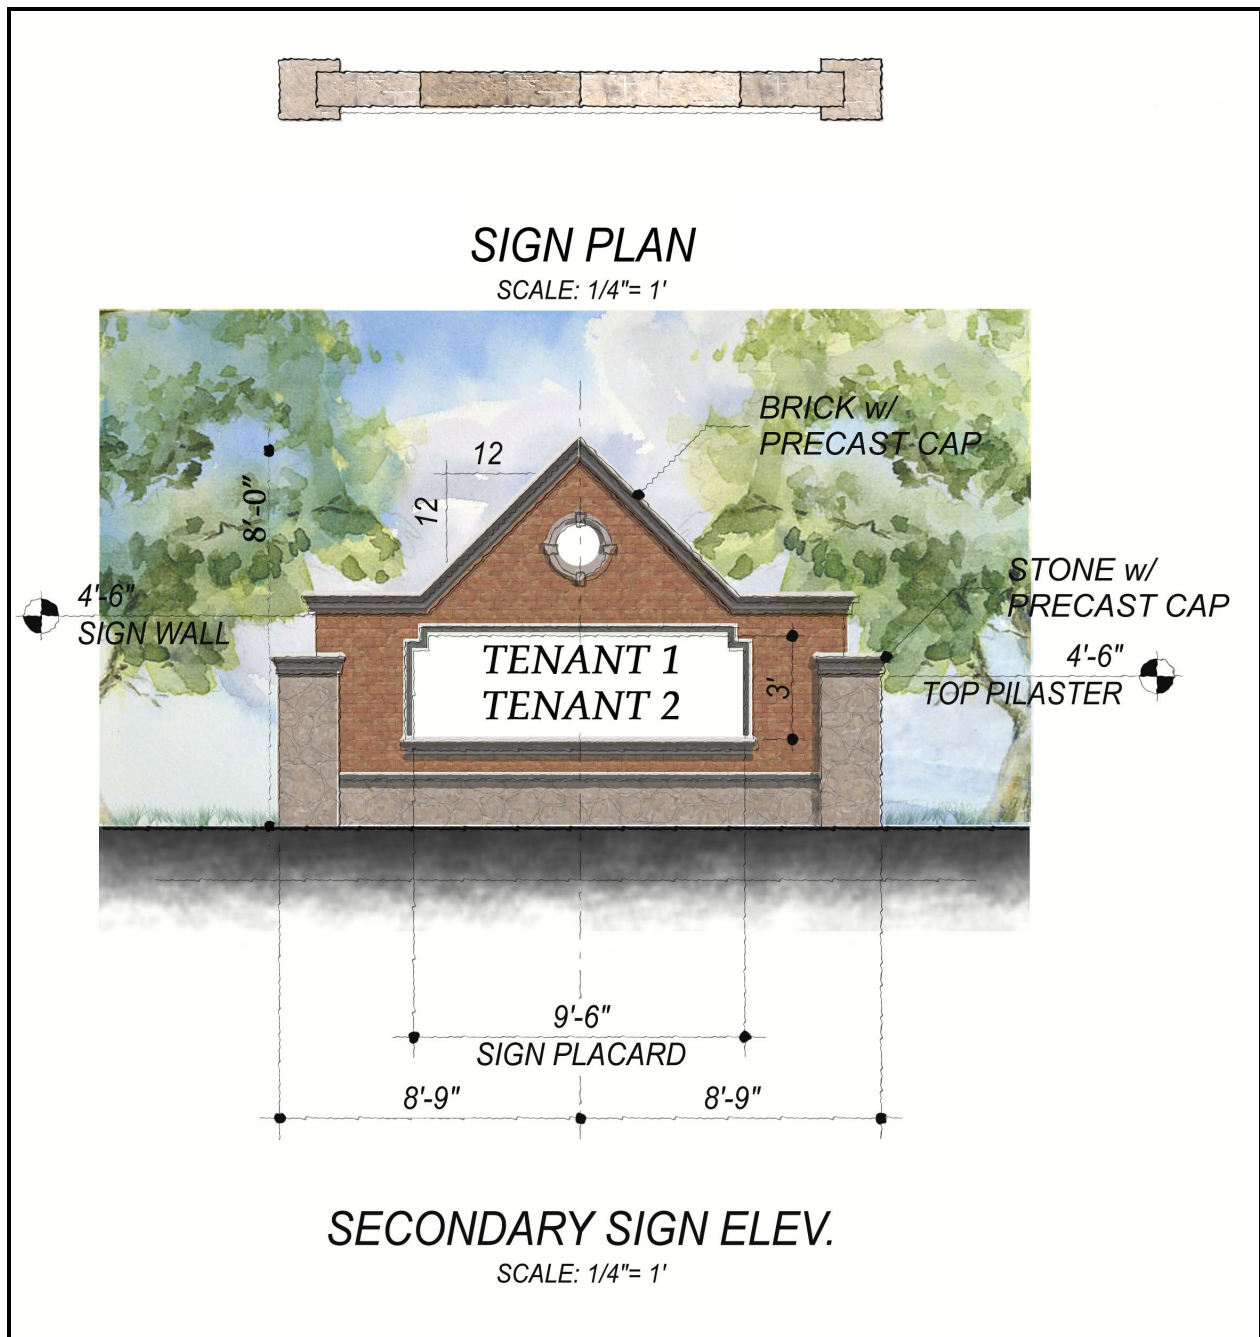 SIGN PLAN
SCALE: 1/4"= 1'
BRICK w/
PRECAST CAP
12
12
8'-0"
STONE w/
PRECAST CAP
4'-6"
SIGN WALL
4'-6"
TOP PILASTER
TENANT 1
TENANT 2
3'
9'-6"
SIGN PLACARD
8'-9"
8'-9"
SECONDARY SIGN ELEV.
SCALE: 1/4"= 1'